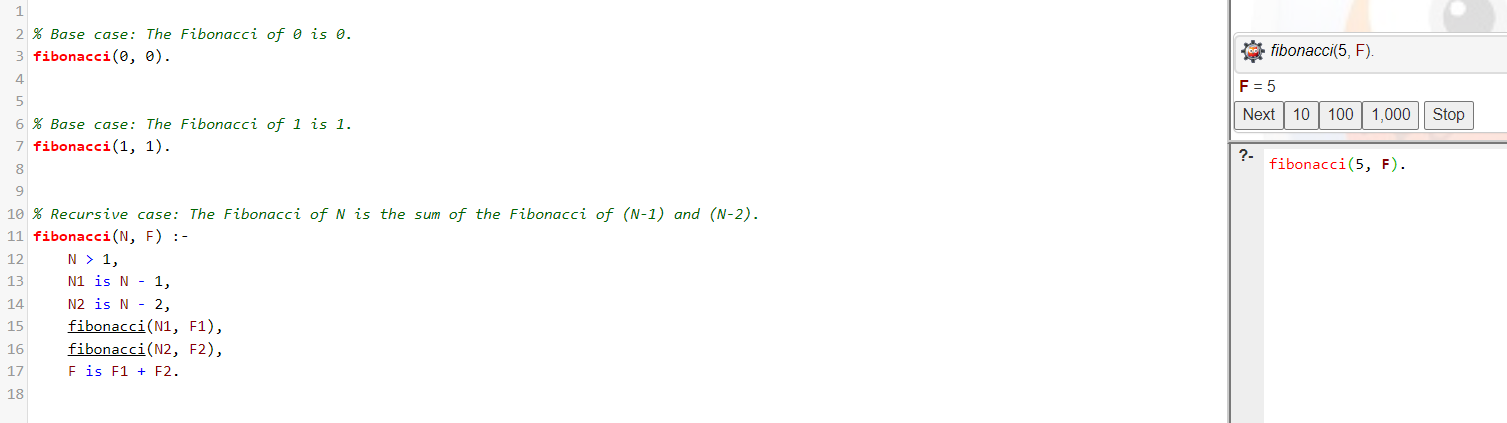 1
2 % Base case: The Fibonacci of 0 is 0.
3 fibonacci(0, 0).
4
5
6 % Base case: The Fibonacci of 1 is 1.
7 fibonacci(1, 1).
8
9
10 % Recursive case: The Fibonacci of N is the sum of the Fibonacci of (N-1) and (N-2).
11 fibonacci(N, F) :-
12     N > 1,
13     N1 is N - 1,
14     N2 is N - 2,
15     fibonacci(N1, F1),
16     fibonacci(N2, F2),
17     F is F1 + F2.
18
fibonacci(5, F).
F = 5
Next 10 100 1,000 Stop
?- fibonacci(5, F).